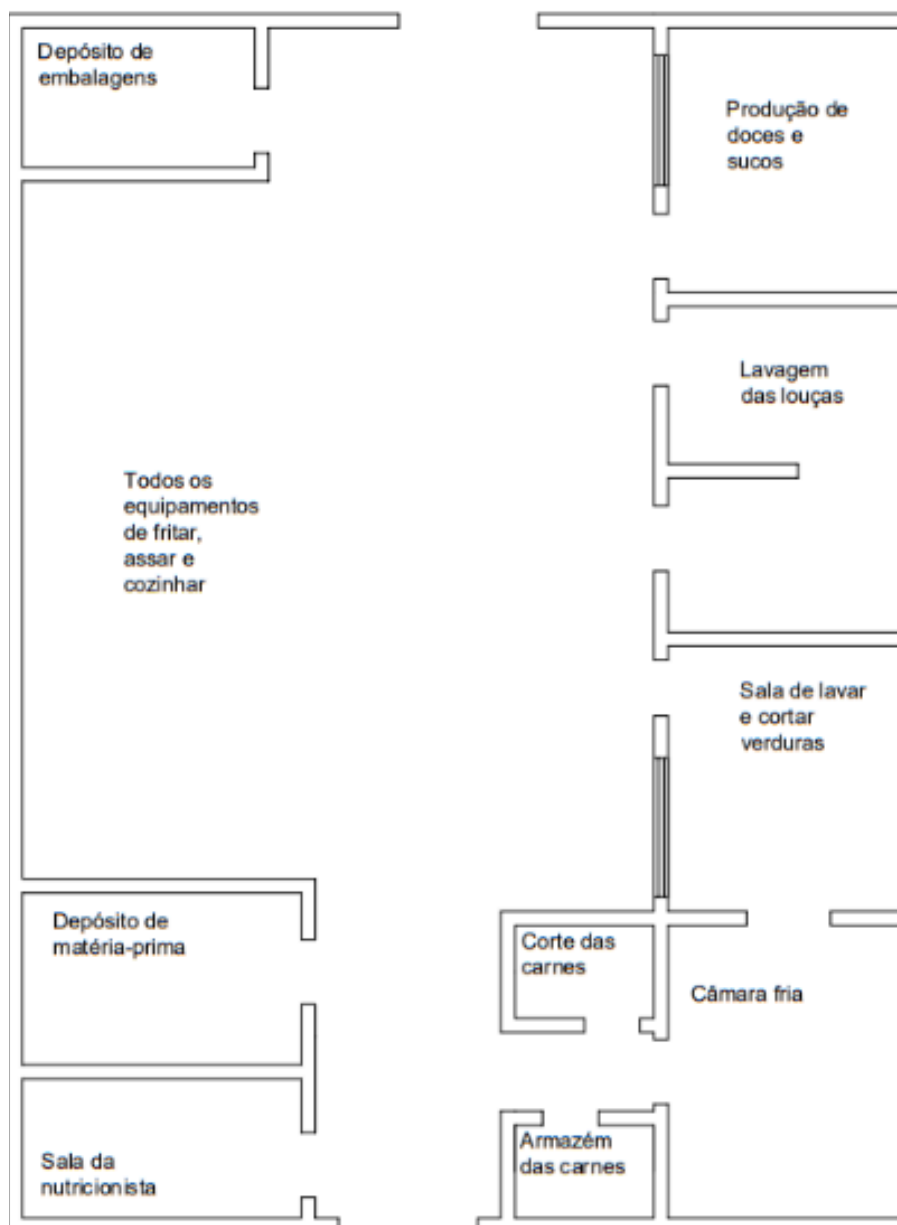 Depósito de
embalagens
Produção de
doces e
sucos
Lavagem
das louças
Todos os
equipamentos
de fritar,
assar e
cozinhar
Sala de lavar
e cortar
verduras
Depósito de
matéria-prima
Corte das
carnes
Câmara fria
Sala da
nutricionista
Armazém
das carnes